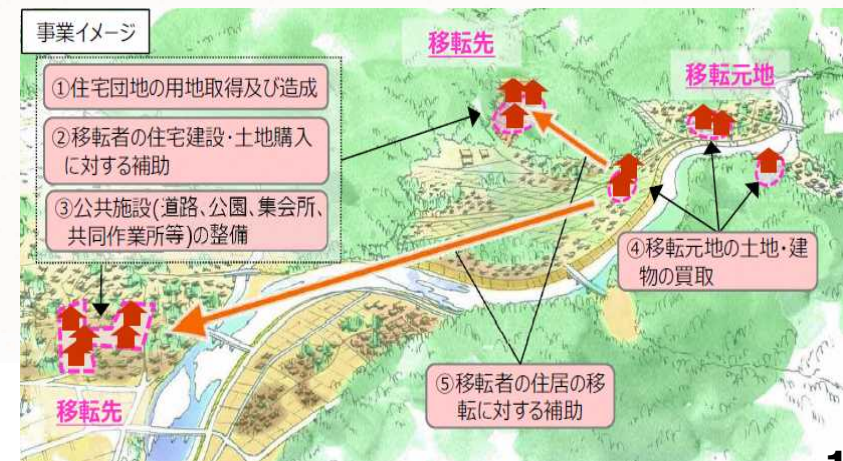 事業イメージ
移転先
移転元地
①住宅団地の用地取得及び造成
②移転者の住宅建設・土地購入
に対する補助
③公共施設(道路、公園、集会所、
共同作業所等)の整備
④移転元地の土地・建
物の買取
⑤移転者の住居の移
転に対する補助
移転先
1